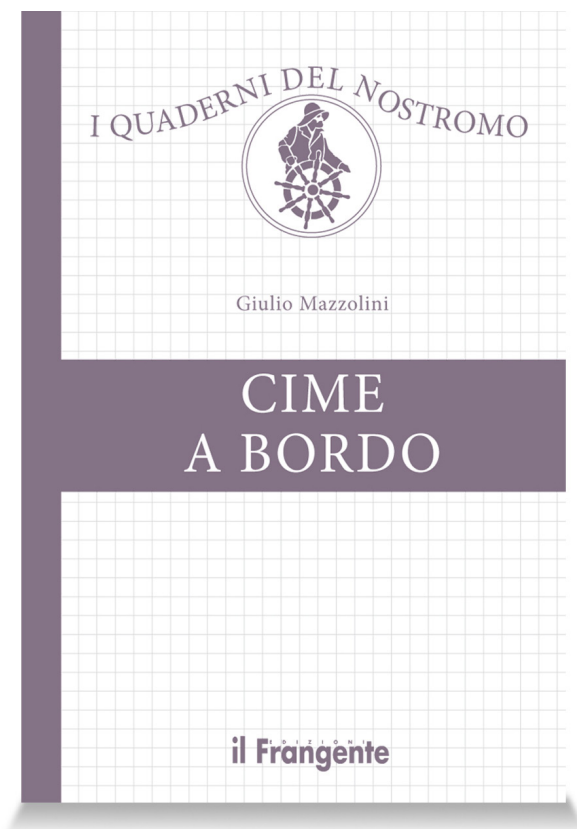 I QUADERNI DEL NOSTROMO
Giulio Mazzolini
CIME
A BORDO
EDIZIONI
il Frangente